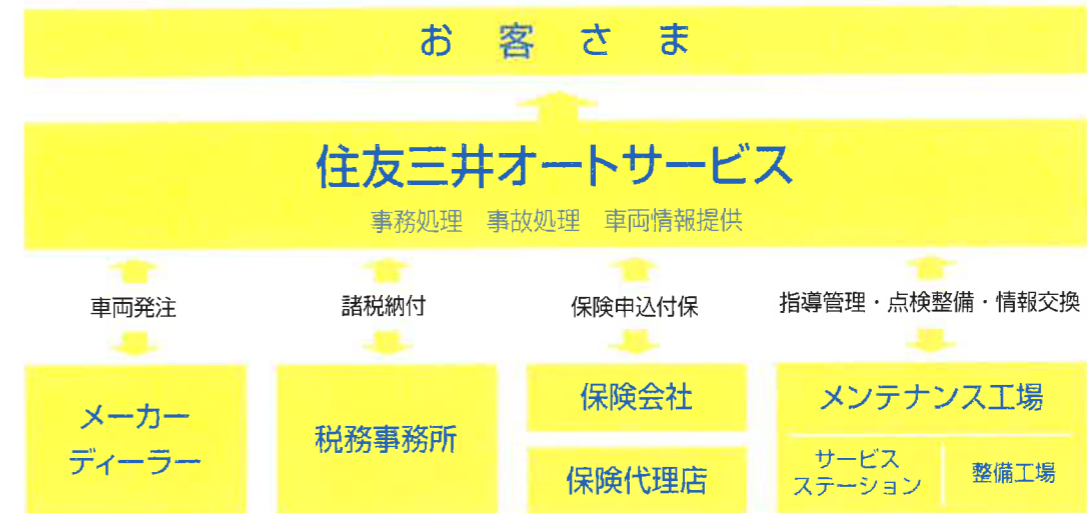 お客さま
住友三井オートサービス
事務処理 事故処理 車両情報提供
車両発注
諸税納付
保険申込付保
指導管理・点検整備・情報交換
メーカー
ディーラー
税務事務所
保険会社
保険代理店
メンテナンス工場
サービス
ステーション
整備工場